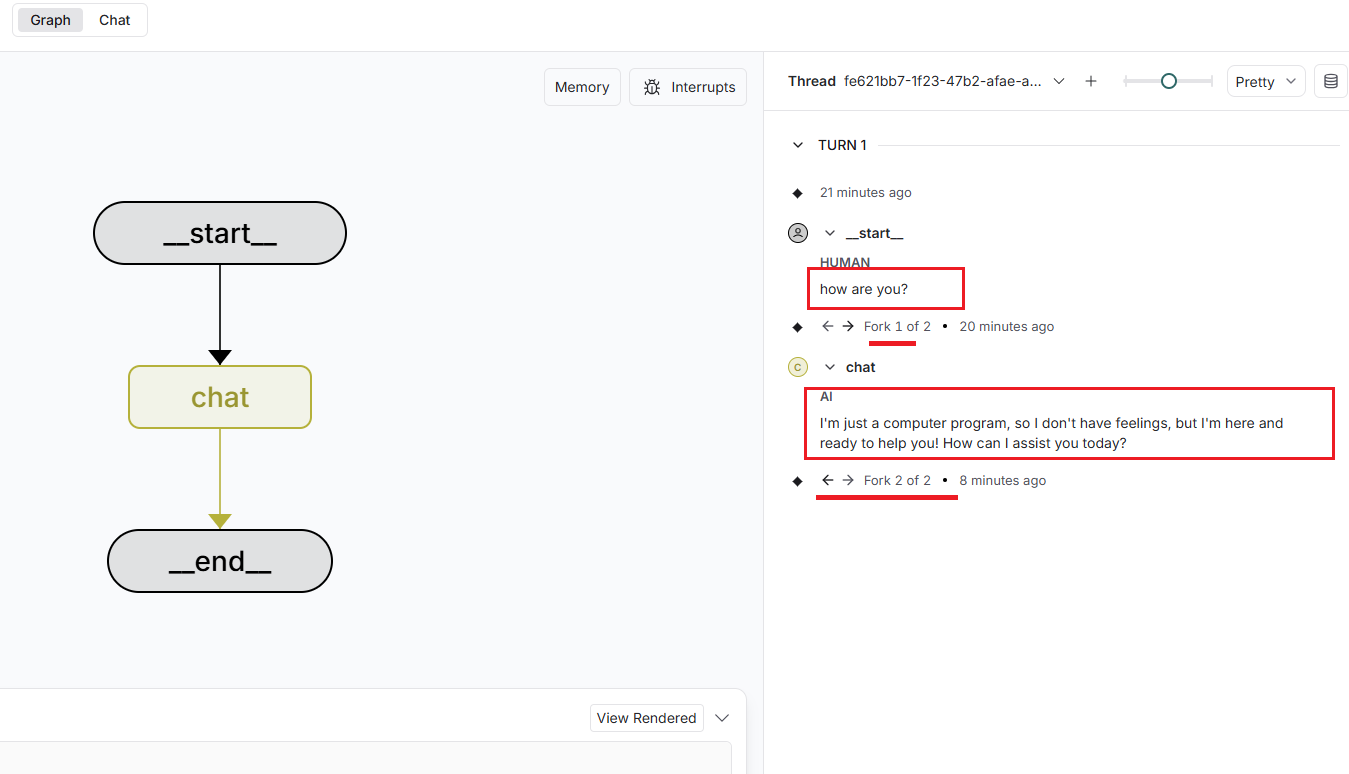 Graph Chat
Memory Interrupts
Thread fe621bb7-1f23-47b2-afae-a... Pretty
TURN 1
21 minutes ago
__start__
HUMAN
how are you?
Fork 1 of 2 • 20 minutes ago
C chat
AI
I'm just a computer program, so I don't have feelings, but I'm here and
ready to help you! How can I assist you today?
Fork 2 of 2 • 8 minutes ago
__start__
chat
__end__
View Rendered